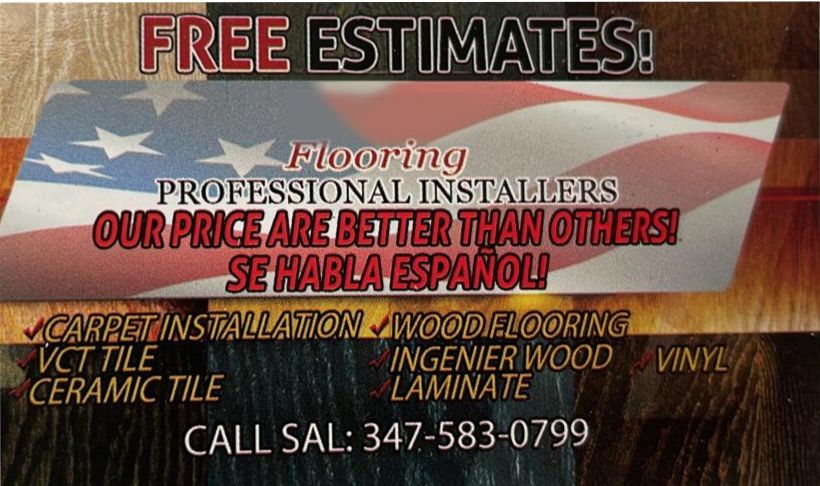 FREE ESTIMATES!
Flooring
PROFESSIONAL INSTALLERS
OUR PRICE ARE BETTER THAN OTHERS!
SE HABLA ESPAÑOL!
✓CARPET INSTALLATION ✓WOOD FLOORING
✓VCT TILE ✓INGENIER WOOD ✓VINYL
✓CERAMIC TILE ✓LAMINATE
CALL SAL: 347-583-0799